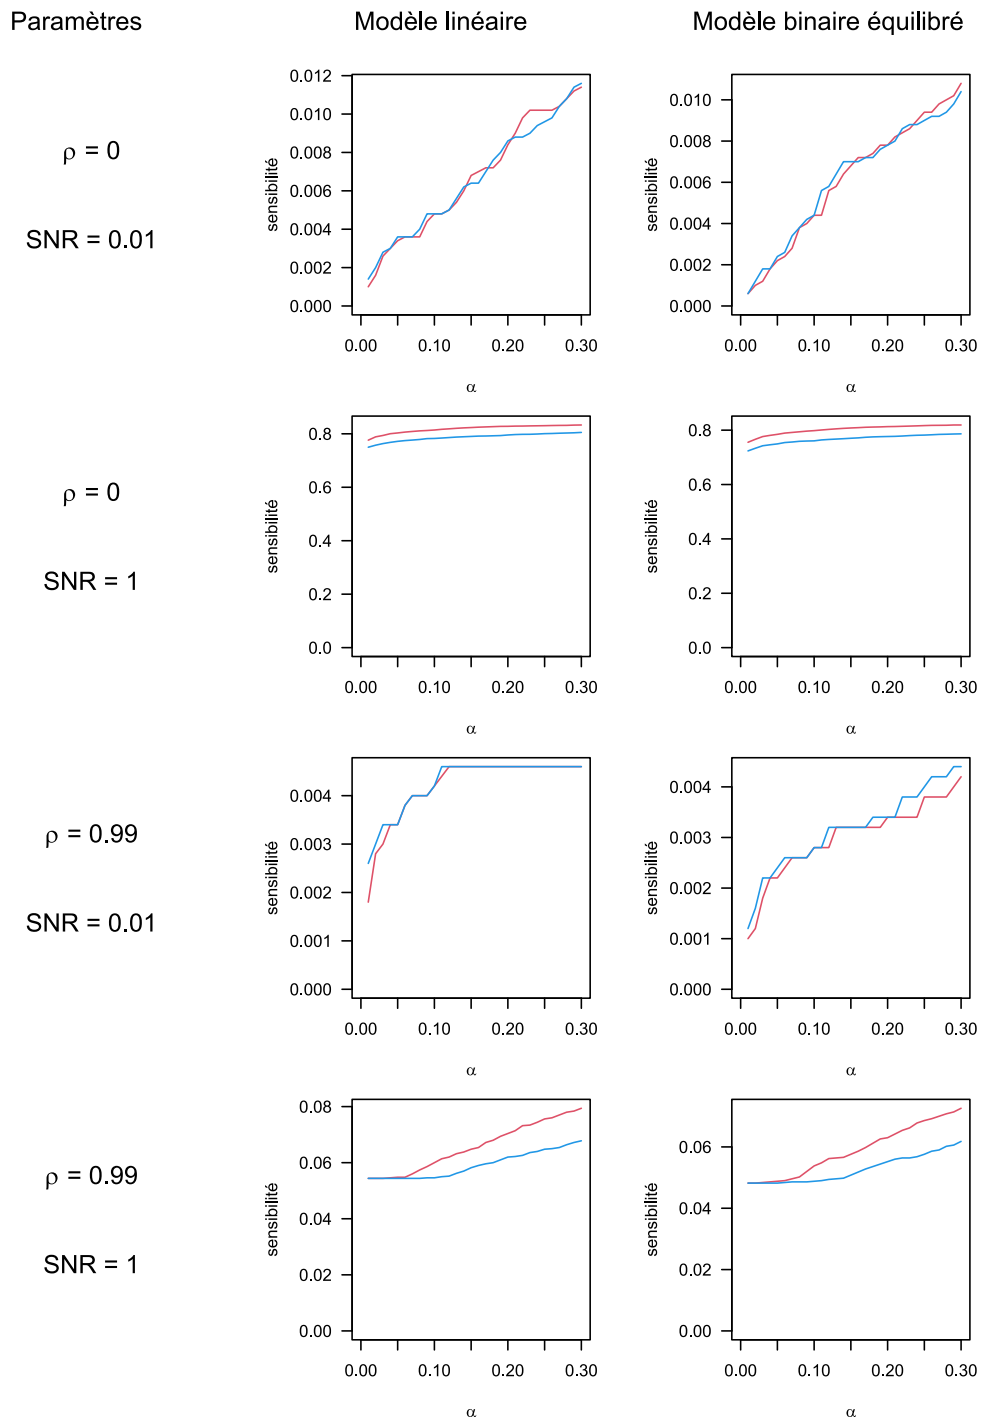 Paramètres Modèle linéaire Modèle binaire équilibré
ρ = 0
SNR = 0.01
sensibilité
0.012
0.010
0.008
0.006
0.004
0.002
0.000
0.00 0.10 0.20 0.30
α
sensibilité
0.010
0.008
0.006
0.004
0.002
0.000
0.00 0.10 0.20 0.30
α
ρ = 0
SNR = 1
sensibilité
0.8
0.6
0.4
0.2
0.0
0.00 0.10 0.20 0.30
α
sensibilité
0.8
0.6
0.4
0.2
0.0
0.00 0.10 0.20 0.30
α
ρ = 0.99
SNR = 0.01
sensibilité
0.004
0.003
0.002
0.001
0.000
0.00 0.10 0.20 0.30
α
sensibilité
0.004
0.003
0.002
0.001
0.000
0.00 0.10 0.20 0.30
α
ρ = 0.99
SNR = 1
sensibilité
0.08
0.06
0.04
0.02
0.00
0.00 0.10 0.20 0.30
α
sensibilité
0.06
0.04
0.02
0.00
0.00 0.10 0.20 0.30
α